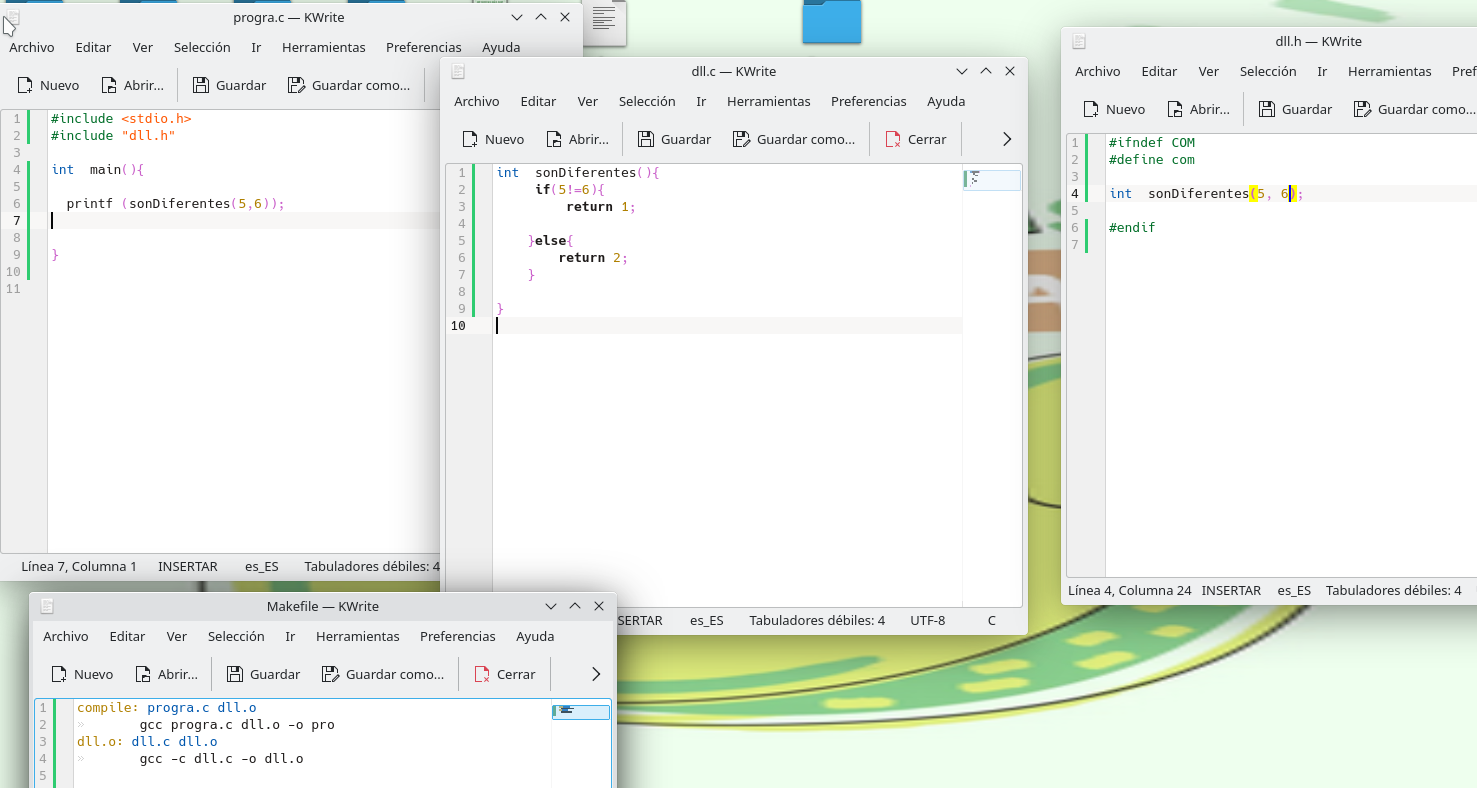 progra.c — KWrite
Archivo Editar Ver Selección Ir Herramientas Preferencias Ayuda
Nuevo Abrir... Guardar Guardar como...
1 #include <stdio.h>
2 #include "dll.h"
3
4 int  main(){
5
6   printf (sonDiferentes(5,6));
7
8
9 }
10
11
Línea 7, Columna 1 INSERTAR es_ES Tabuladores débiles: 4
dll.c — KWrite
Archivo Editar Ver Selección Ir Herramientas Preferencias Ayuda
Nuevo Abrir... Guardar Guardar como... Cerrar
1 int  sonDiferentes(){
2      if(5!=6){
3          return 1;
4
5     }else{
6         return 2;
7     }
8
9 }
10
SERTAR es_ES Tabuladores débiles: 4 UTF-8 C
dll.h — KWrite
Archivo Editar Ver Selección Ir Herramientas Pref
Nuevo Abrir... Guardar Guardar como...
1 #ifndef COM
2 #define com
3
4 int  sonDiferentes(5, 6);
5
6 #endif
7
Línea 4, Columna 24 INSERTAR es_ES Tabuladores débiles: 4
Makefile — KWrite
Archivo Editar Ver Selección Ir Herramientas Preferencias Ayuda
Nuevo Abrir... Guardar Guardar como... Cerrar
1 compile: progra.c dll.o
2 »       gcc progra.c dll.o -o pro
3 dll.o: dll.c dll.o
4 »       gcc -c dll.c -o dll.o
5